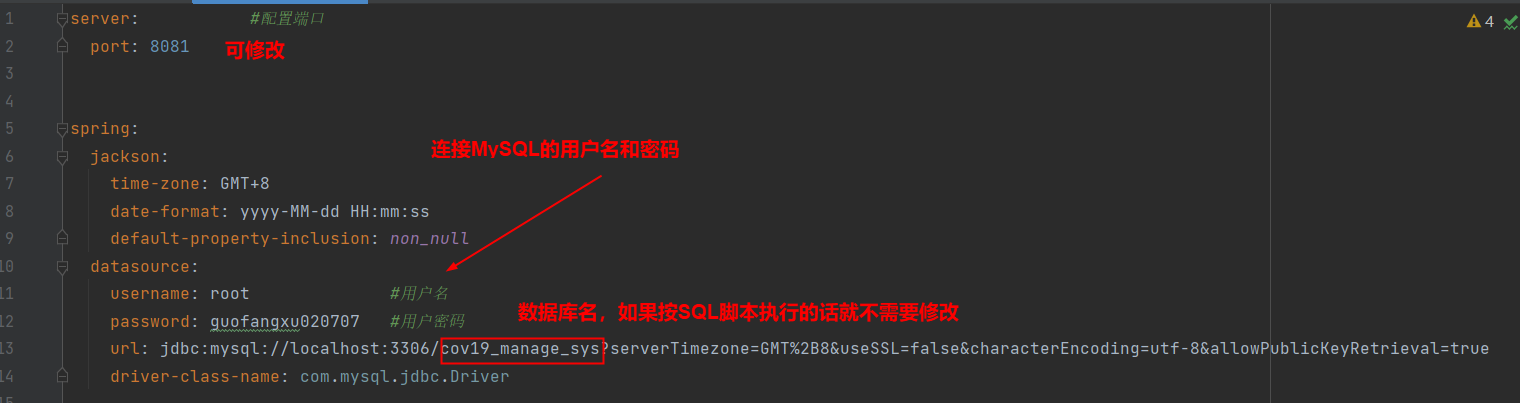 1 server: #配置端口
2 port: 8081 可修改
3
4
5 spring:
连接MySQL的用户名和密码
6 jackson:
7 time-zone: GMT+8
8 date-format: yyyy-MM-dd HH:mm:ss
9 default-property-inclusion: non_null
10 datasource:
11 username: root #用户名
数据库名，如果按SQL脚本执行的话就不需要修改
12 password: guofangxu020707 #用户密码
13 url: jdbc:mysql://localhost:3306/cov19_manage_sys?serverTimezone=GMT%2B8&useSSL=false&characterEncoding=utf-8&allowPublicKeyRetrieval=true
14 driver-class-name: com.mysql.jdbc.Driver
4